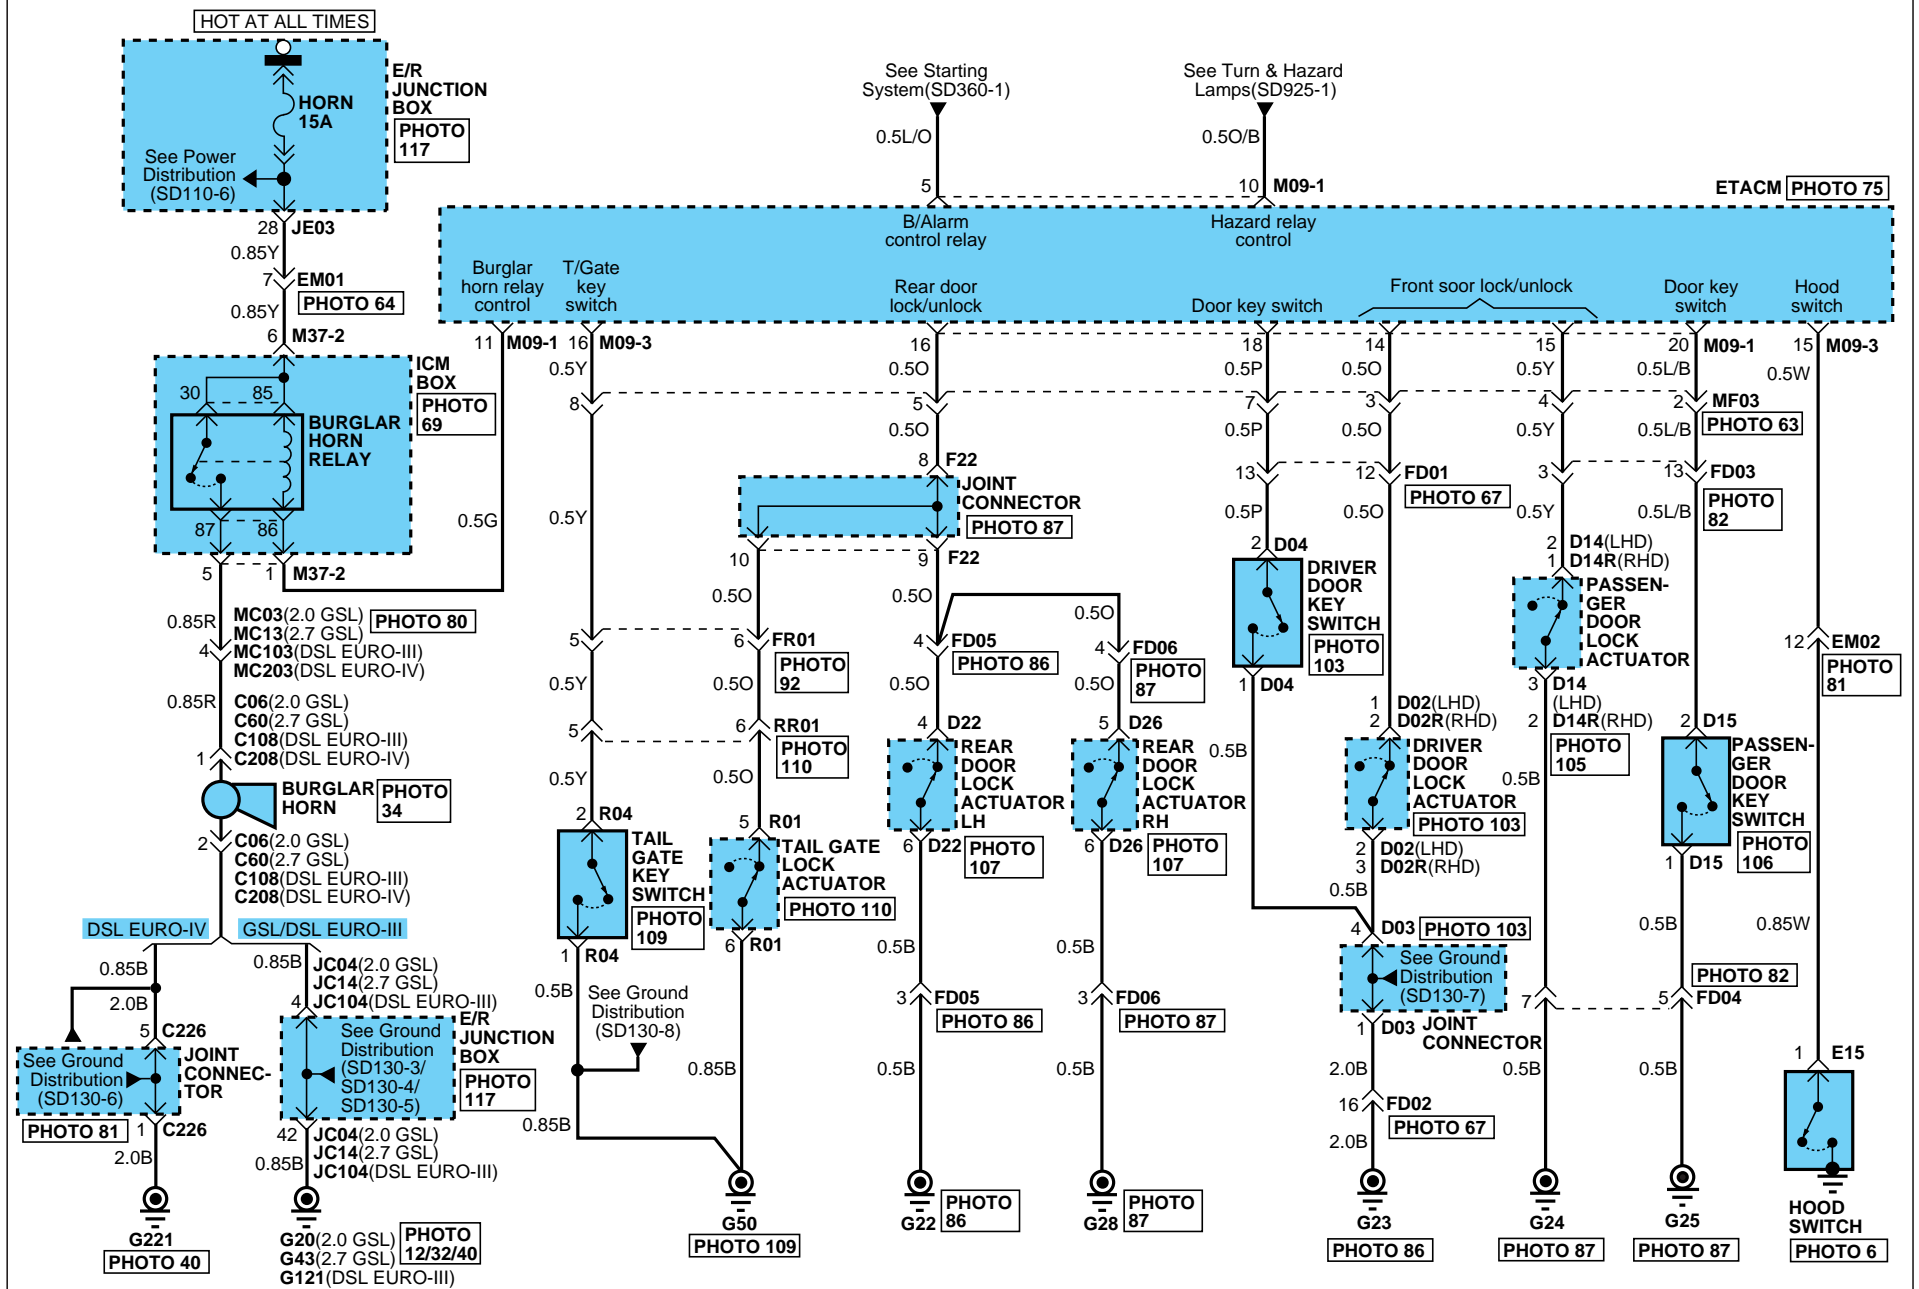 HOT AT ALL TIMES
HORN
15A
See Power
Distribution
(SD110-6)
E/R
JUNCTION
BOX
PHOTO
117
28 JE03
0.85Y
7 EM01
PHOTO 64
0.85Y
6 M37-2
ICM
BOX
PHOTO
69
30 85
BURGLAR
HORN
RELAY
87 86
5 1 M37-2
0.85R
MC03(2.0 GSL) PHOTO 80
MC13(2.7 GSL)
4 MC103(DSL EURO-III)
MC203(DSL EURO-IV)
0.85R
C06(2.0 GSL)
C60(2.7 GSL)
C108(DSL EURO-III)
1 C208(DSL EURO-IV)
BURGLAR
HORN
PHOTO
34
2 C06(2.0 GSL)
C60(2.7 GSL)
C108(DSL EURO-III)
C208(DSL EURO-IV)
DSL EURO-IV GSL/DSL EURO-III
0.85B
2.0B
5 C226
See Ground
Distribution
(SD130-6)
JOINT
CONNEC-
TOR
PHOTO 81
1 C226
2.0B
G221
PHOTO 40
0.85B
JC04(2.0 GSL)
JC14(2.7 GSL)
4 JC104(DSL EURO-III)
See Ground
Distribution
(SD130-3/
SD130-4/
SD130-5)
E/R
JUNCTION
BOX
PHOTO
117
42 JC04(2.0 GSL)
JC14(2.7 GSL)
0.85B JC104(DSL EURO-III)
G20(2.0 GSL)
G43(2.7 GSL)
G121(DSL EURO-III)
PHOTO
12/32/40
See Starting
System(SD360-1)
0.5L/O
5
See Turn & Hazard
Lamps(SD925-1)
0.5O/B
10 M09-1
ETACM PHOTO 75
B/Alarm
control relay
Hazard relay
control
Burglar
horn relay
control
T/Gate
key
switch
Rear door
lock/unlock
Door key switch
Front soor lock/unlock
Door key
switch
Hood
switch
11 M09-1 16 M09-3 16 18 14 15 20 M09-1 15 M09-3
0.5Y 0.5O 0.5P 0.5O 0.5Y 0.5L/B 0.5W
8 5 7 3 4 2 MF03
PHOTO 63
0.5O 0.5P 0.5O 0.5Y 0.5L/B
0.5G
0.5Y
8 F22
JOINT
CONNECTOR
PHOTO 87
10 9 F22
13 12 FD01
PHOTO 67
3 13 FD03
PHOTO
82
0.5P 0.5O 0.5Y 0.5L/B
0.5O 0.5O 0.5O
5 6 FR01
PHOTO
92
4 FD05
PHOTO 86
4 FD06
PHOTO
87
0.5Y 0.5O 0.5O 0.5O
5 6 RR01
PHOTO
110
0.5Y 0.5O
2 R04
TAIL
GATE
KEY
SWITCH
PHOTO
109
1 R04
0.5B
See Ground
Distribution
(SD130-8)
0.85B
5 R01
TAIL GATE
LOCK
ACTUATOR
PHOTO 110
6 R01
0.85B
G50
PHOTO 109
4 D22
REAR
DOOR
LOCK
ACTUATOR
LH
6 D22
PHOTO
107
0.5B
3 FD05
PHOTO 86
0.5B
G22
PHOTO
86
5 D26
REAR
DOOR
LOCK
ACTUATOR
RH
6 D26
PHOTO
107
0.5B
3 FD06
PHOTO 87
0.5B
G28
PHOTO
87
2 D04
DRIVER
DOOR
KEY
SWITCH
PHOTO
103
1 D04
0.5B
1 D02(LHD)
2 D02R(RHD)
DRIVER
DOOR
LOCK
ACTUATOR
PHOTO 103
2 D02(LHD)
3 D02R(RHD)
0.5B
4 D03 PHOTO 103
See Ground
Distribution
(SD130-7)
1 D03 JOINT
CONNECTOR
2.0B
16 FD02
PHOTO 67
2.0B
G23
PHOTO 86
2 D14(LHD)
1 D14R(RHD)
PASSEN-
GER
DOOR
LOCK
ACTUATOR
3 D14
(LHD)
2 D14R(RHD)
PHOTO
105
0.5B
7
0.5B
G24
PHOTO 87
2 D15
PASSEN-
GER
DOOR
KEY
SWITCH
PHOTO
106
1 D15
0.5B
PHOTO 82
5 FD04
0.5B
G25
PHOTO 87
12 EM02
PHOTO
81
0.85W
1 E15
HOOD
SWITCH
PHOTO 6